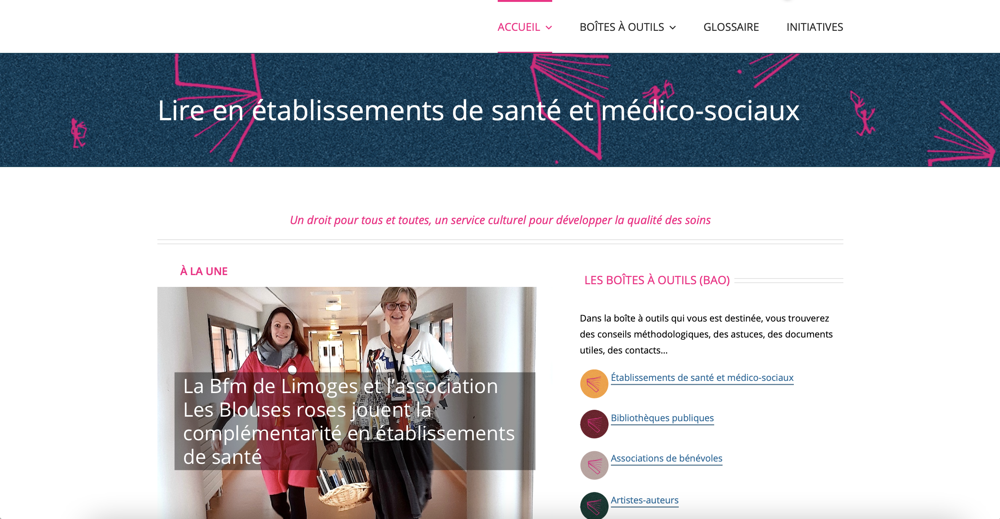 ACCUEIL
BOÎTES À OUTILS
GLOSSAIRE
INITIATIVES
Lire en établissements de santé et médico-sociaux
Un droit pour tous et toutes, un service culturel pour développer la qualité des soins
À LA UNE
La Bfm de Limoges et l’association
Les Blouses roses jouent la
complémentarité en établissements
de santé
LES BOÎTES À OUTILS (BAO)
Dans la boîte à outils qui vous est destinée, vous trouverez
des conseils méthodologiques, des astuces, des documents
utiles, des contacts…
Établissements de santé et médico-sociaux
Bibliothèques publiques
Associations de bénévoles
Artistes-auteurs